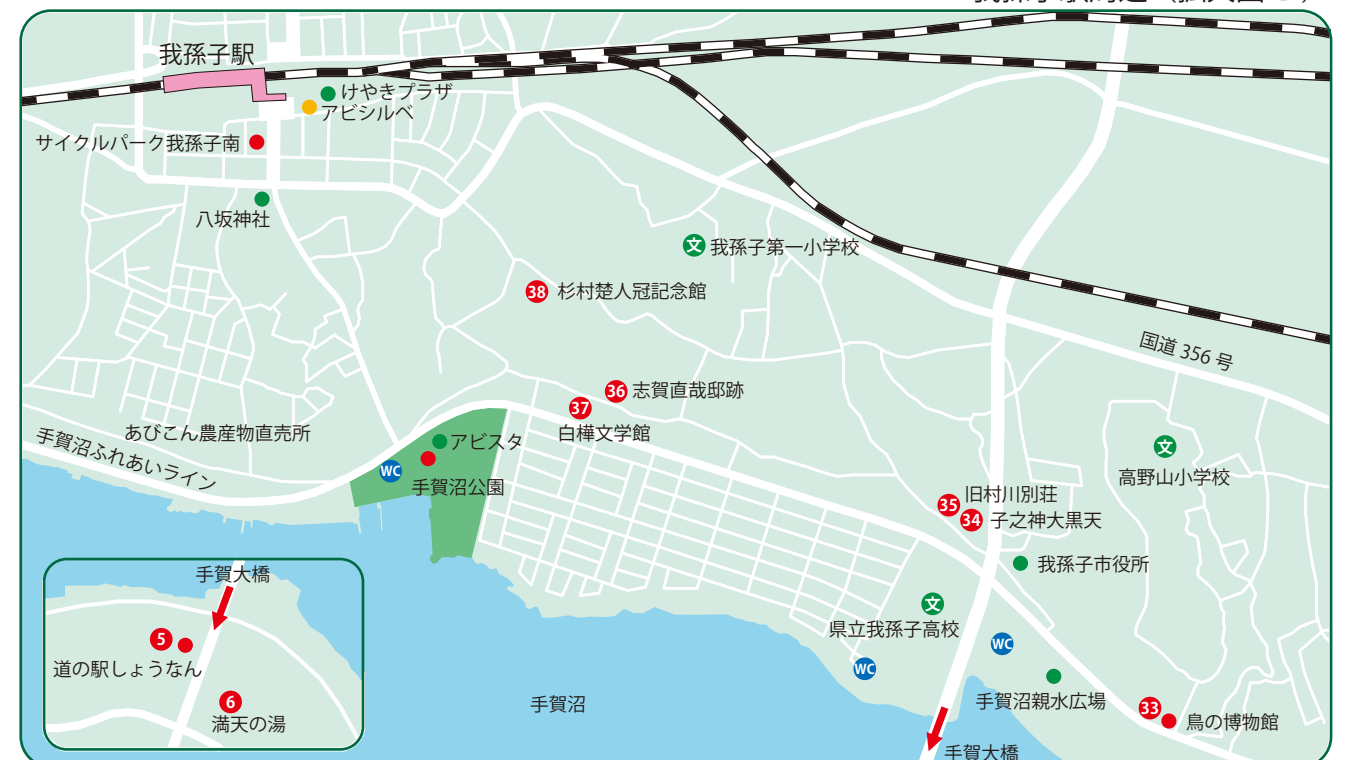 我孫子駅
けやきプラザ
アビシルベ
サイクルパーク我孫子南
八坂神社
文 我孫子第一小学校
38 杉村楚人冠記念館
国道 356 号
36 志賀直哉邸跡
37
白樺文学館
あびこん農産物直売所
手賀沼ふれあいライン
アビスタ
WC
手賀沼公園
文
高野山小学校
35 旧村川別荘
34 子之神大黒天
我孫子市役所
手賀大橋
5
道の駅しょうなん
6
満天の湯
文
県立我孫子高校
WC
WC
手賀沼
手賀沼親水広場
33
鳥の博物館
手賀大橋